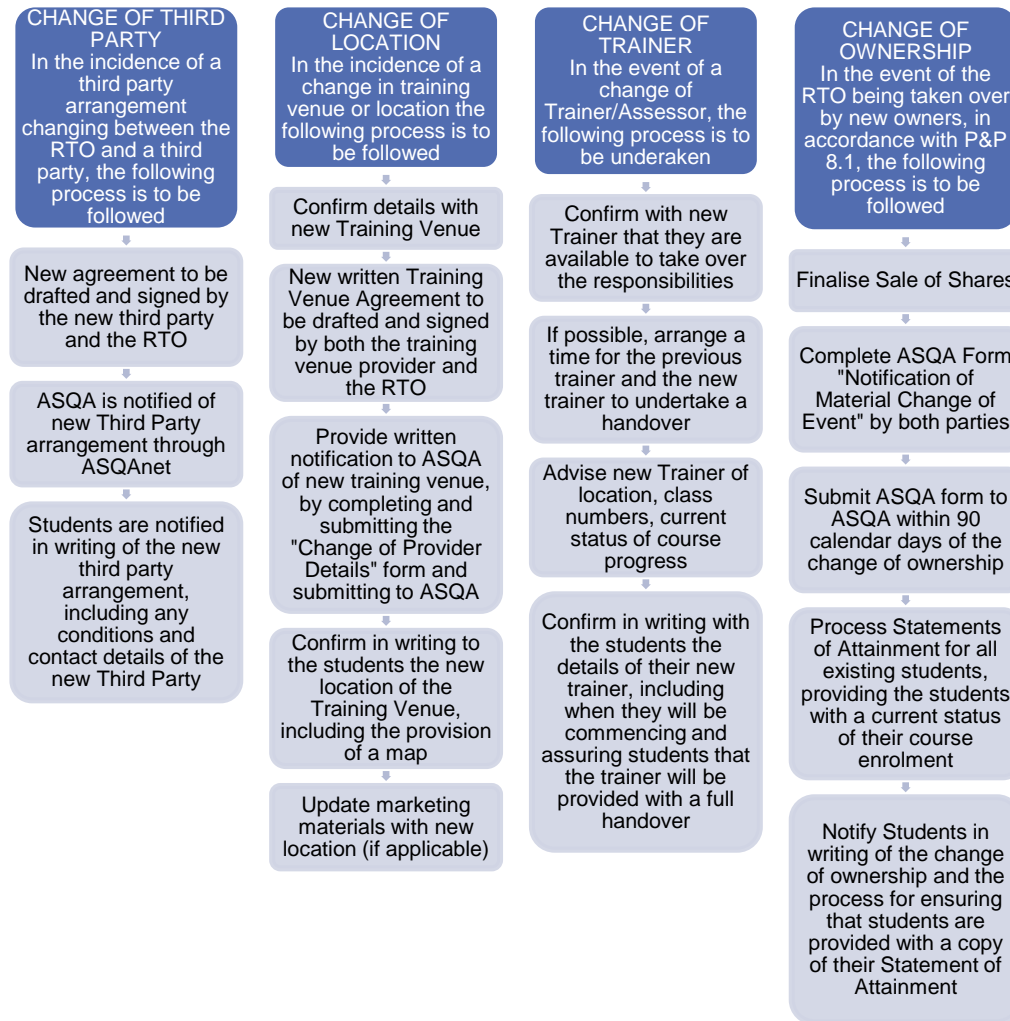 CHANGE OF THIRD
PARTY
In the incidence of a
third party
arrangement
changing between the
RTO and a third
party, the following
process is to be
followed
New agreement to be
drafted and signed by
the new third party
and the RTO
ASQA is notified of
new Third Party
arrangement through
ASQAnet
Students are notified
in writing of the new
third party
arrangement,
including any
conditions and
contact details of the
new Third Party
CHANGE OF
LOCATION
In the incidence of a
change in training
venue or location the
following process is to
be followed
Confirm details with
new Training Venue
New written Training
Venue Agreement to
be drafted and signed
by both the training
venue provider and
the RTO
Provide written
notification to ASQA
of new training venue,
by completing and
submitting the
"Change of Provider
Details" form and
submitting to ASQA
Confirm in writing to
the students the new
location of the
Training Venue,
including the provision
of a map
Update marketing
materials with new
location (if applicable)
CHANGE OF
TRAINER
In the event of a
change of
Trainer/Assessor, the
following process is to
be underaken
Confirm with new
Trainer that they are
available to take over
the responsibilities
If possible, arrange a
time for the previous
trainer and the new
trainer to undertake a
handover
Advise new Trainer of
location, class
numbers, current
status of course
progress
Confirm in writing with
the students the
details of their new
trainer, including
when they will be
commencing and
assuring students that
the trainer will be
provided with a full
handover
CHANGE OF
OWNERSHIP
In the event of the
RTO being taken over
by new owners, in
accordance with P&P
8.1, the following
process is to be
followed
Finalise Sale of Shares
Complete ASQA Form
"Notification of
Material Change of
Event" by both parties
Submit ASQA form to
ASQA within 90
calendar days of the
change of ownership
Process Statements
of Attainment for all
existing students,
providing the students
with a current status
of their course
enrolment
Notify Students in
writing of the change
of ownership and the
process for ensuring
that students are
provided with a copy
of their Statement of
Attainment